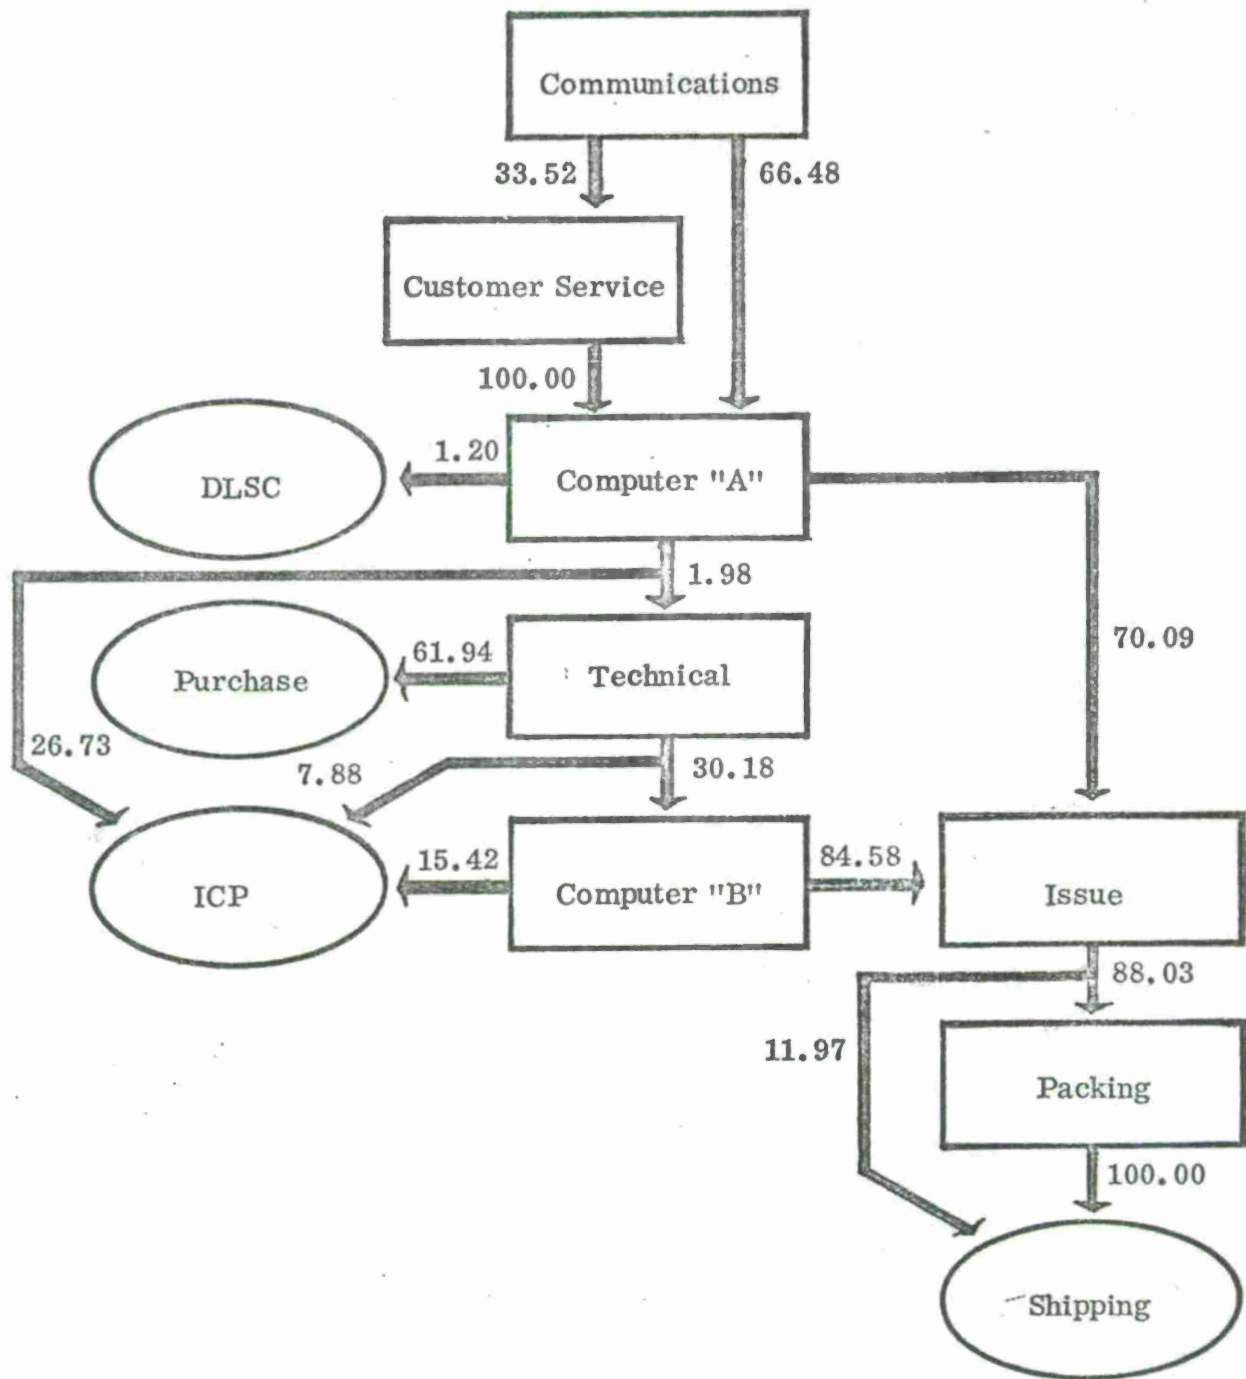 Communications
33.52
66.48
Customer Service
100.00
DLSC
1.20
Computer "A"
1.98
70.09
Purchase
61.94
Technical
26.73
7.88
30.18
ICP
15.42
Computer "B"
84.58
Issue
88.03
11.97
Packing
100.00
Shipping